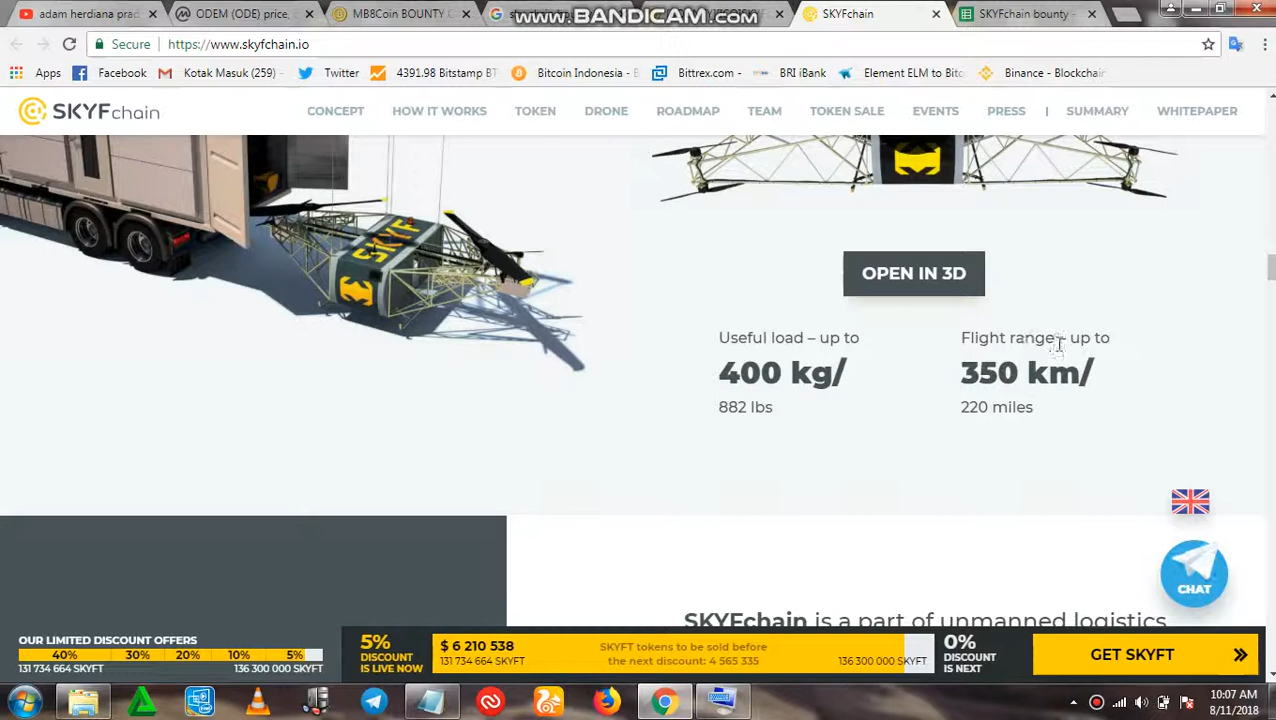 adam herdria prad
ODEM (ODE) price,
MB8Coin BOUNTY
www.BANDICAM.com
SKYFchain
SKYFchain bounty
Secure
https://www.skyfchain.io
Apps
Facebook
Kotak Masuk (259) -
Twitter
4391.98 Bitstamp BT
Bitcoin Indonesia -
Bittrex.com -
BRI iBank
Element ELM to Bitc
Binance - Blockchain
SKYFchain
CONCEPT
HOW IT WORKS
TOKEN
DRONE
ROADMAP
TEAM
TOKEN SALE
EVENTS
PRESS
|
SUMMARY
WHITEPAPER
SKYF
OPEN IN 3D
Useful load – up to
400 kg/
882 lbs
Flight range – up to
350 km/
220 miles
CHAT
SKYFchain is a part of unmanned logistics
OUR LIMITED DISCOUNT OFFERS
40% 30% 20% 10% 5%
131 734 664 SKYFT 136 300 000 SKYFT
5%
DISCOUNT
IS LIVE NOW
$ 6 210 538
131 734 664 SKYFT
SKYFT tokens to be sold before
the next discount: 4 565 335
136 300 000 SKYFT
0%
DISCOUNT
IS NEXT
GET SKYFT
10:07 AM
8/11/2018